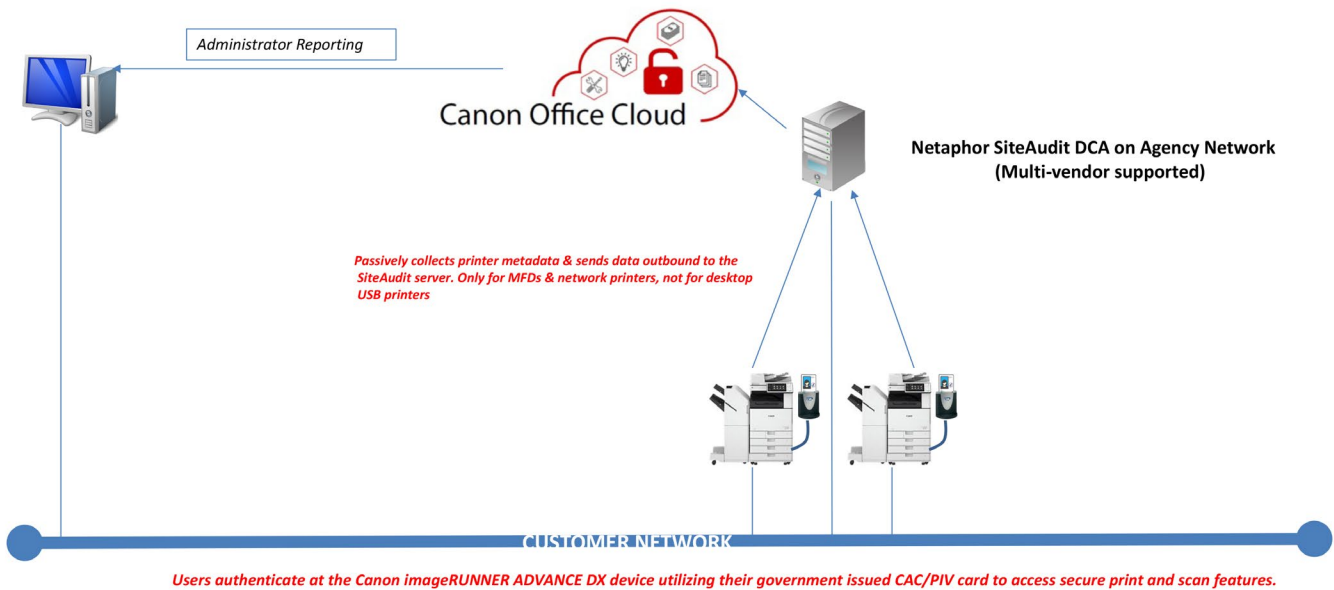 Administrator Reporting
Canon Office Cloud
Netaphor SiteAudit DCA on Agency Network
(Multi-vendor supported)
Passively collects printer metadata & sends data outbound to the
SiteAudit server. Only for MFDs & network printers, not for desktop
USB printers
CUSTOMER NETWORK
Users authenticate at the Canon imageRUNNER ADVANCE DX device utilizing their government issued CAC/PIV card to access secure print and scan features.